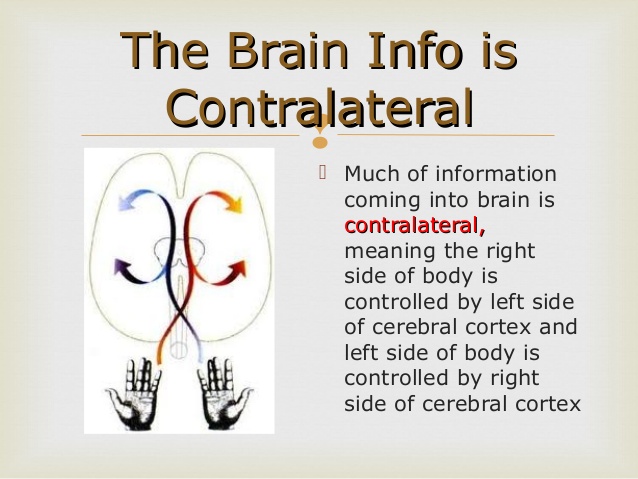 The Brain Info is
Contralateral
Much of information
coming into brain is
contralateral,
meaning the right
side of body is
controlled by left side
of cerebral cortex and
left side of body is
controlled by right
side of cerebral cortex